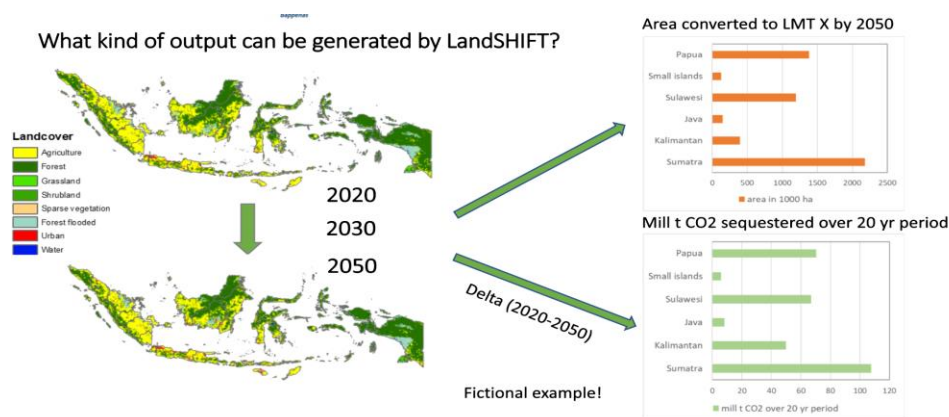 Bappenas
What kind of output can be generated by LandSHIFT?
Landcover
Agriculture
Forest
Grassland
Shrubland
Sparse vegetation
Forest flooded
Urban
Water
2020
2030
2050
Delta (2020-2050)
Fictional example!
Area converted to LMT X by 2050
Papua
Small islands
Sulawesi
Java
Kalimantan
Sumatra
0 500 1000 1500 2000 2500
area in 1000 ha
Mill t CO2 sequestered over 20 yr period
Papua
Small islands
Sulawesi
Java
Kalimantan
Sumatra
0 20 40 60 80 100 120
mill t CO2 over 20 yr period